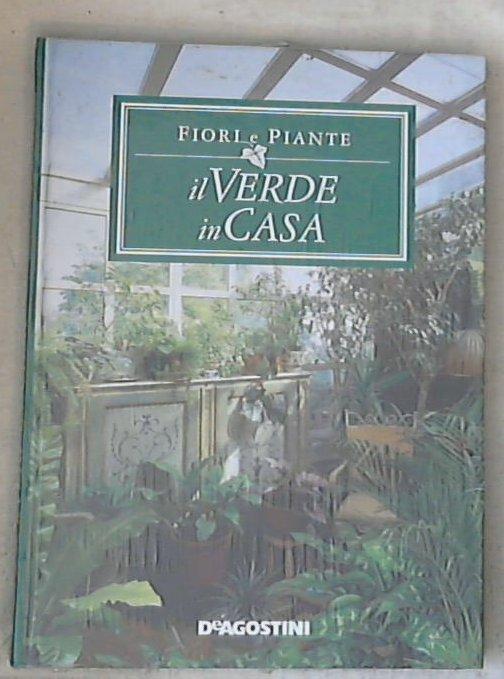 FIORI e PIANTE
il VERDE
in CASA
DeAGOSTINI